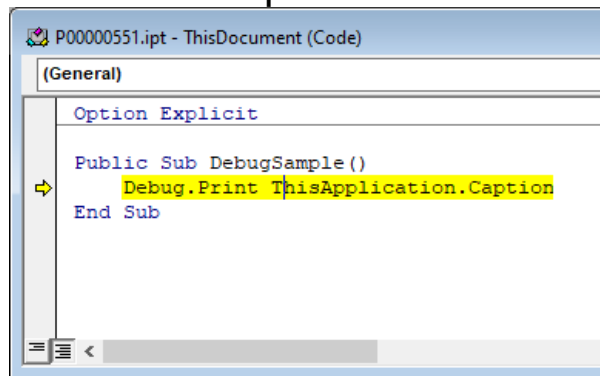 P00000551.ipt - ThisDocument (Code)
(General)
Option Explicit
Public Sub DebugSample()
Debug.Print ThisApplication.Caption
End Sub